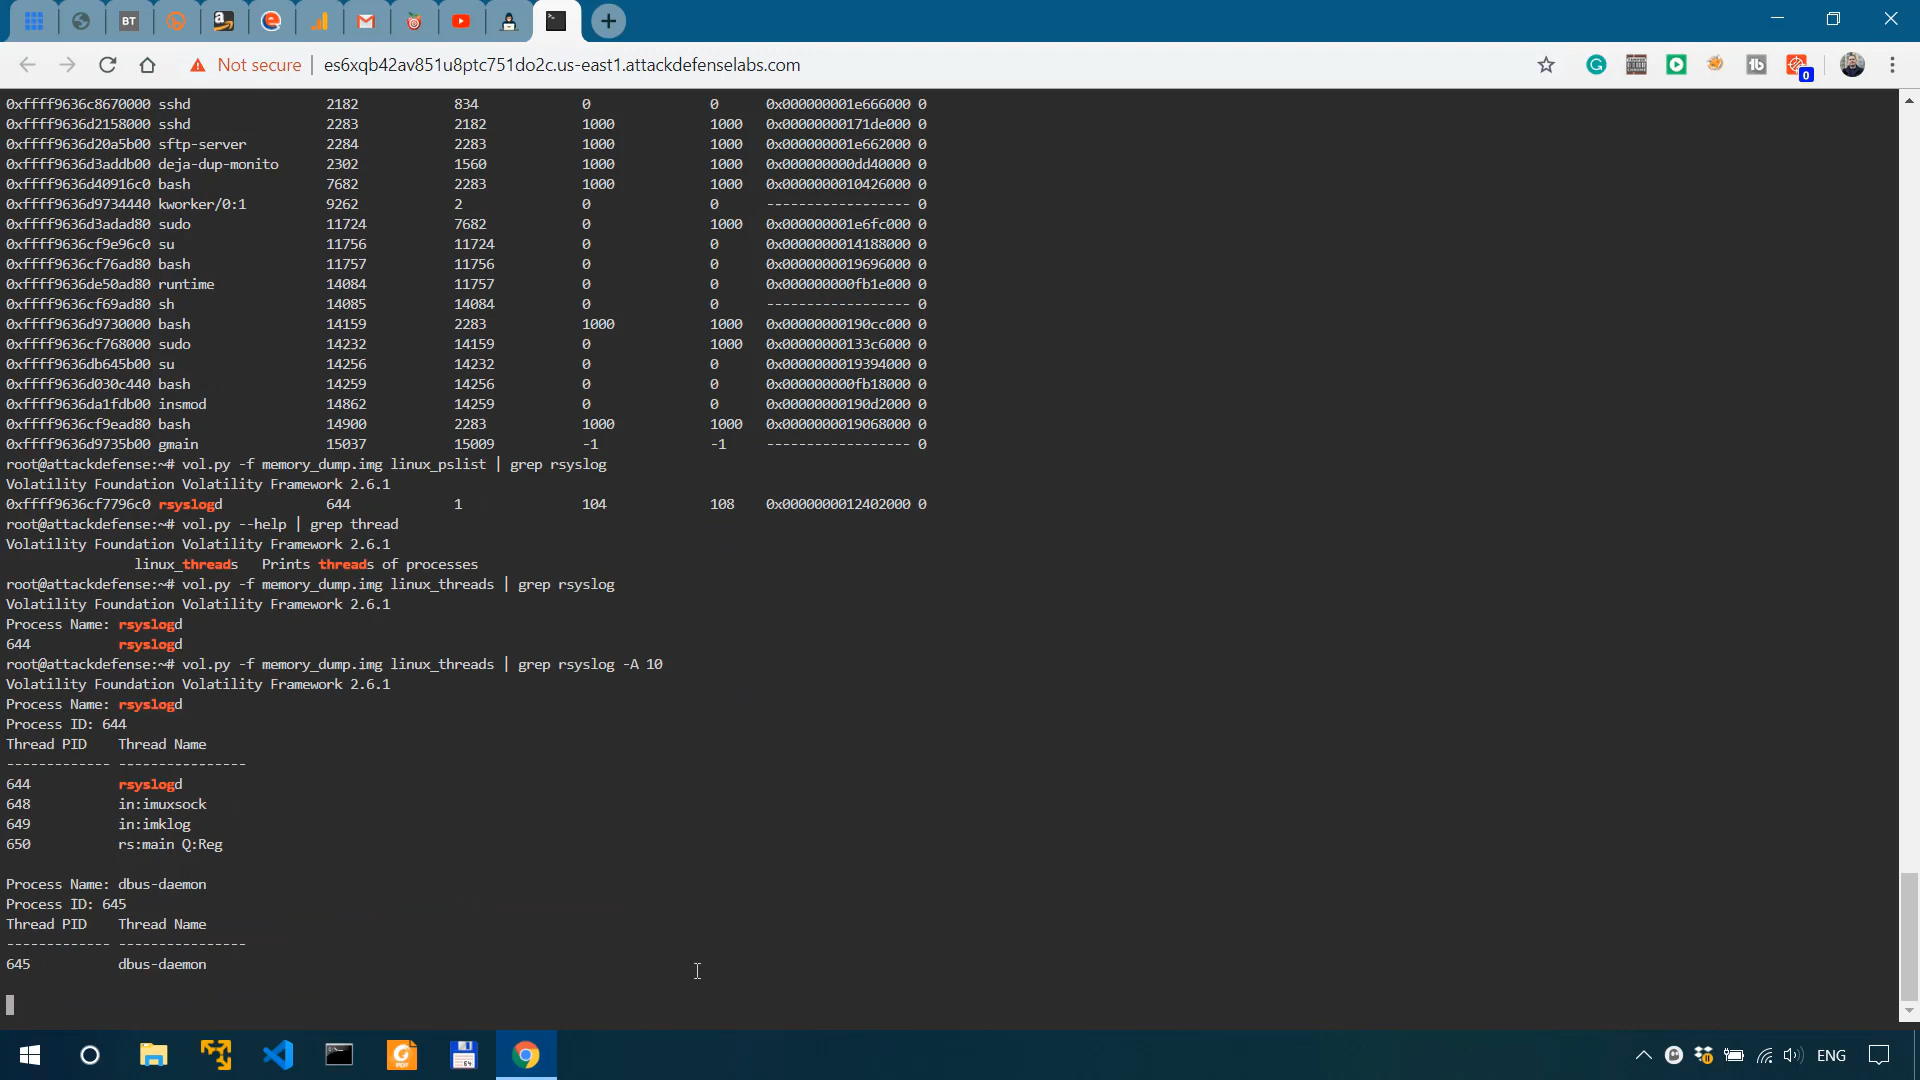 BT
Not secure
es6xqb42av851u8ptc751do2c.us-east1.attackdefenselabs.com
0
0xffff9636c8670000 sshd 2182 834 0 0 0x000000001e666000 0
0xffff9636d2158000 sshd 2283 2182 1000 1000 0x00000000171de000 0
0xffff9636d20a5b00 sftp-server 2284 2283 1000 1000 0x000000001e662000 0
0xffff9636d3addb00 deja-dup-monito 2302 1560 1000 1000 0x000000000dd40000 0
0xffff9636d40916c0 bash 7682 2283 1000 1000 0x0000000010426000 0
0xffff9636d9734440 kworker/0:1 9262 2 0 0 ------------------ 0
0xffff9636d3adad80 sudo 11724 7682 0 1000 0x000000001e6fc000 0
0xffff9636cf9e96c0 su 11756 11724 0 0 0x0000000014188000 0
0xffff9636cf76ad80 bash 11757 11756 0 0 0x0000000019696000 0
0xffff9636de50ad80 runtime 14084 11757 0 0 0x000000000fb1e000 0
0xffff9636cf69ad80 sh 14085 14084 0 0 ------------------ 0
0xffff9636d9730000 bash 14159 2283 1000 1000 0x00000000190cc000 0
0xffff9636cf768000 sudo 14232 14159 0 1000 0x00000000133c6000 0
0xffff9636db645b00 su 14256 14232 0 0 0x0000000019394000 0
0xffff9636d030c440 bash 14259 14256 0 0 0x000000000fb18000 0
0xffff9636da1fdb00 insmod 14862 14259 0 0 0x00000000190d2000 0
0xffff9636cf9ead80 bash 14900 2283 1000 1000 0x0000000019068000 0
0xffff9636d9735b00 gmain 15037 15009 -1 -1 ------------------ 0
root@attackdefense:~# vol.py -f memory_dump.img linux_pslist | grep rsyslog
Volatility Foundation Volatility Framework 2.6.1
0xffff9636cf7796c0 rsyslogd 644 1 104 108 0x0000000012402000 0
root@attackdefense:~# vol.py --help | grep thread
Volatility Foundation Volatility Framework 2.6.1
linux_threads Prints threads of processes
root@attackdefense:~# vol.py -f memory_dump.img linux_threads | grep rsyslog
Volatility Foundation Volatility Framework 2.6.1
Process Name: rsyslogd
644 rsyslogd
root@attackdefense:~# vol.py -f memory_dump.img linux_threads | grep rsyslog -A 10
Volatility Foundation Volatility Framework 2.6.1
Process Name: rsyslogd
Process ID: 644
Thread PID Thread Name
------------- ----------------
644 rsyslogd
648 in:imuxsock
649 in:imklog
650 rs:main Q:Reg
Process Name: dbus-daemon
Process ID: 645
Thread PID Thread Name
------------- ----------------
645 dbus-daemon
ENG